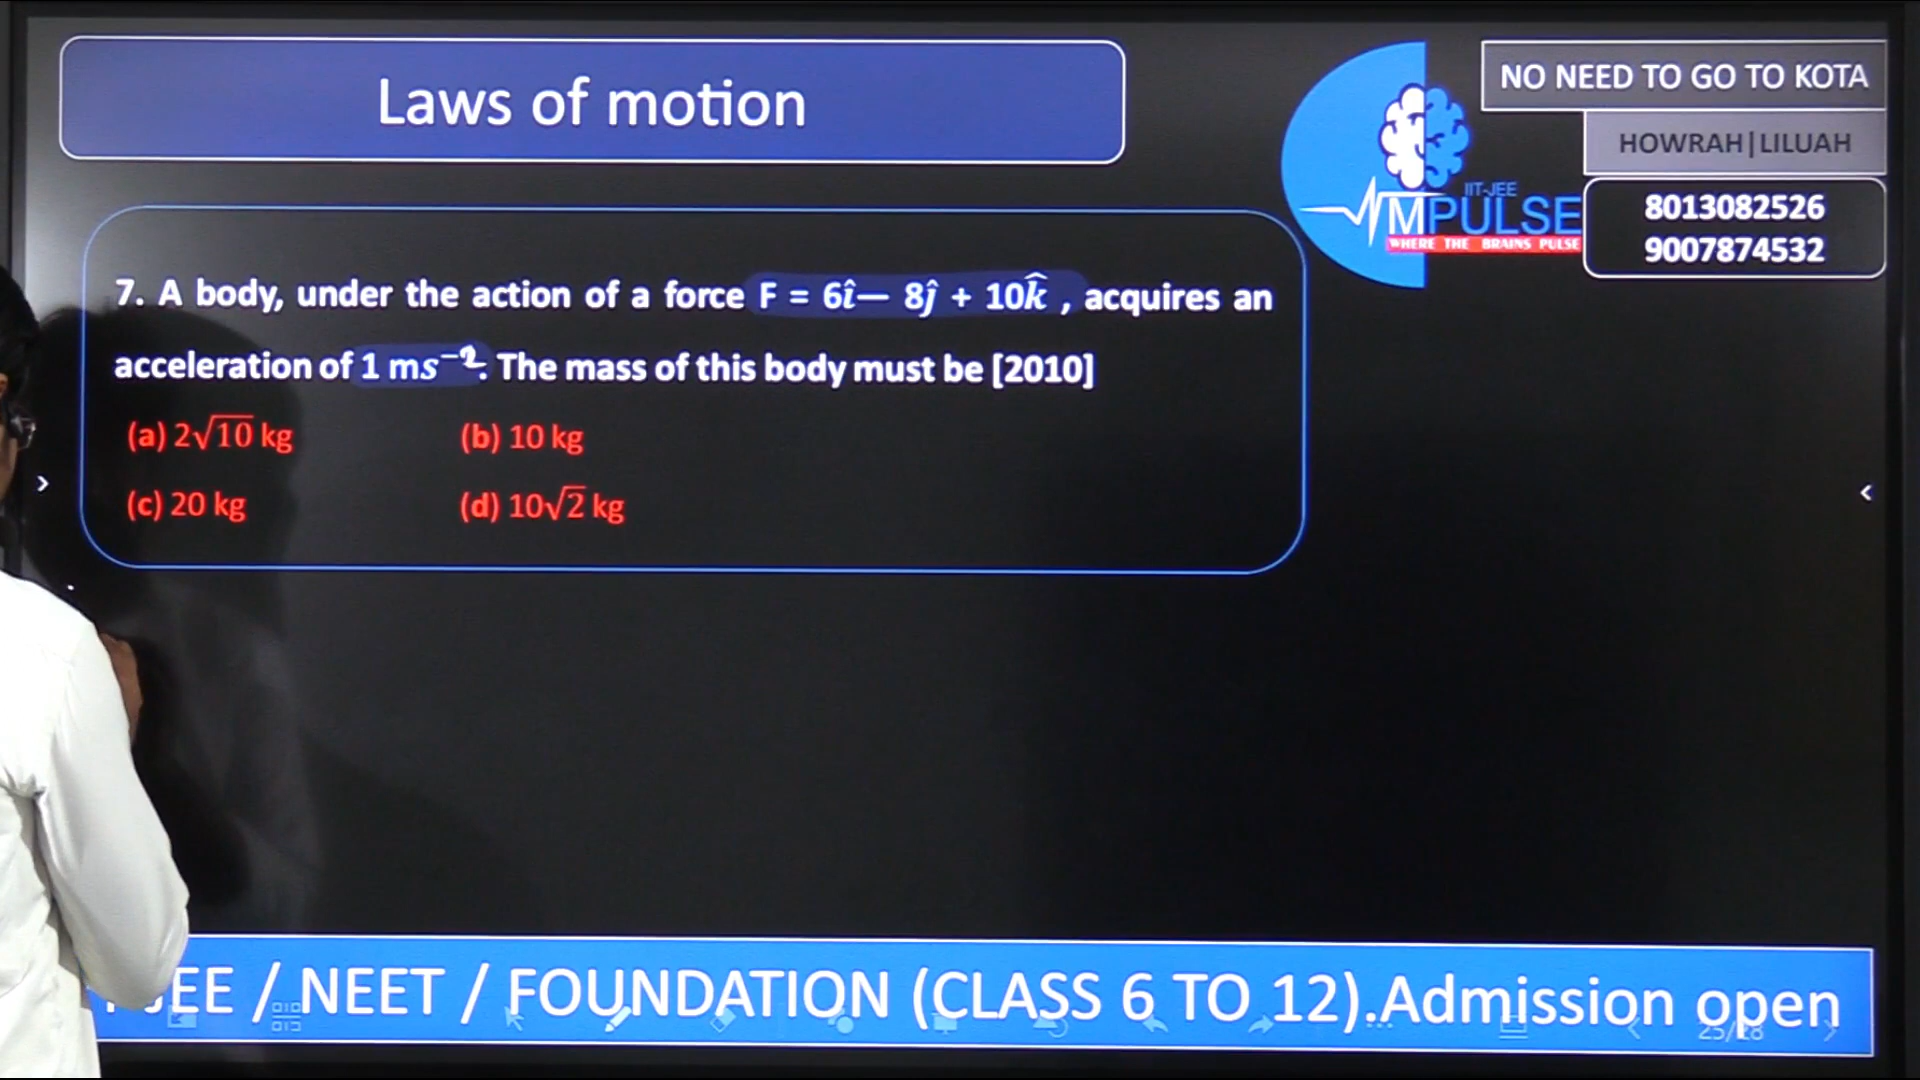 Laws of motion
NO NEED TO GO TO KOTA
HOWRAH|LILUAH
IIT-JEE
MPULSE
WHERE THE BRAINS PULSE
8013082526
9007874532
7. A body, under the action of a force F = 6î− 8ĵ + 10k̂ , acquires an
acceleration of 1 ms⁻². The mass of this body must be [2010]
(a) 2√10 kg (b) 10 kg
(c) 20 kg (d) 10√2 kg
JEE / NEET / FOUNDATION (CLASS 6 TO 12).Admission open
25/28